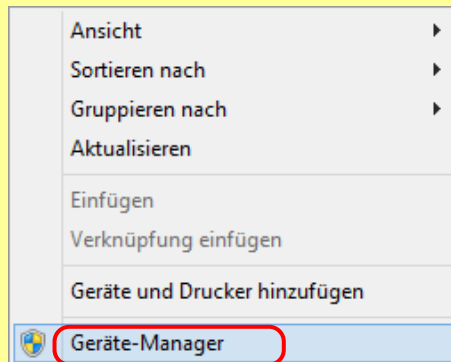 Ansicht
Sortieren nach
Gruppieren nach
Aktualisieren
Einfügen
Verknüpfung einfügen
Geräte und Drucker hinzufügen
Geräte-Manager